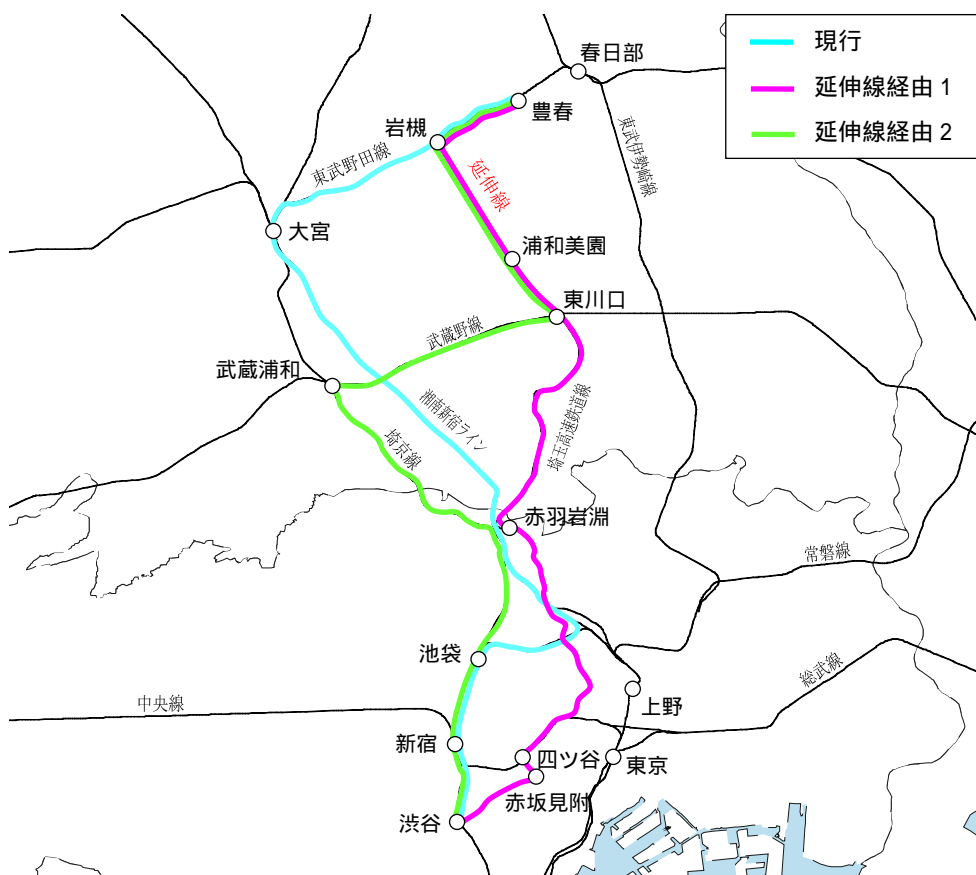 現行
延伸線経由1
延伸線経由2
春日部
豊春
岩槻
東武野田線
東武伊勢崎線
延伸線
大宮
浦和美園
東川口
武蔵野線
武蔵浦和
湘南新宿ライン
埼玉高速鉄道線
埼京線
赤羽岩淵
常磐線
池袋
総武線
上野
中央線
新宿
四ツ谷
東京
赤坂見附
渋谷